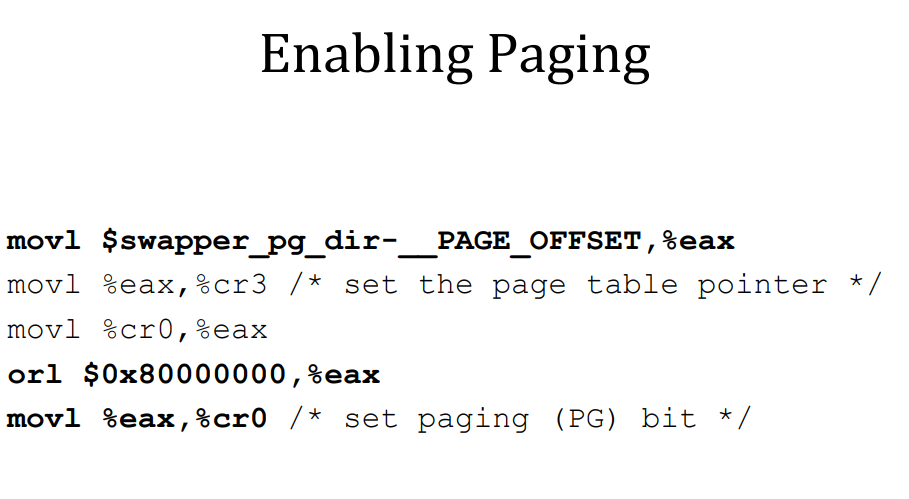 Enabling Paging
movl $swapper_pg_dir-__PAGE_OFFSET,%eax
movl %eax,%cr3 /* set the page table pointer */
movl %cr0,%eax
orl $0x80000000,%eax
movl %eax,%cr0 /* set paging (PG) bit */